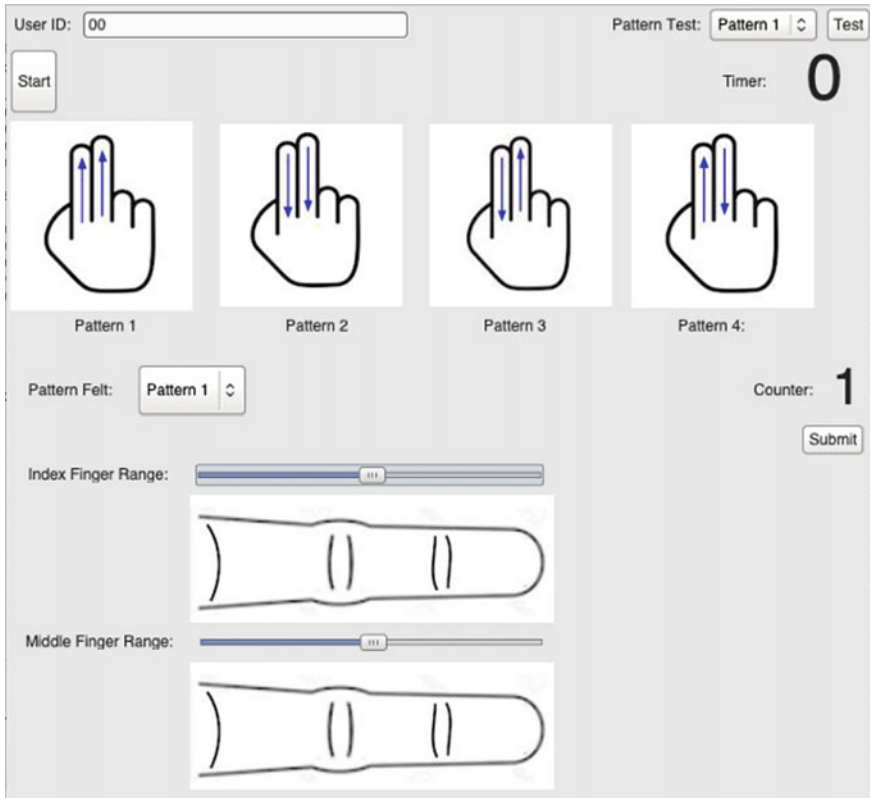 User ID: 00 Pattern Test: Pattern 1 Test
Start Timer: 0
Pattern 1 Pattern 2 Pattern 3 Pattern 4:
Pattern Felt: Pattern 1 Counter: 1
Submit
Index Finger Range:
Middle Finger Range: